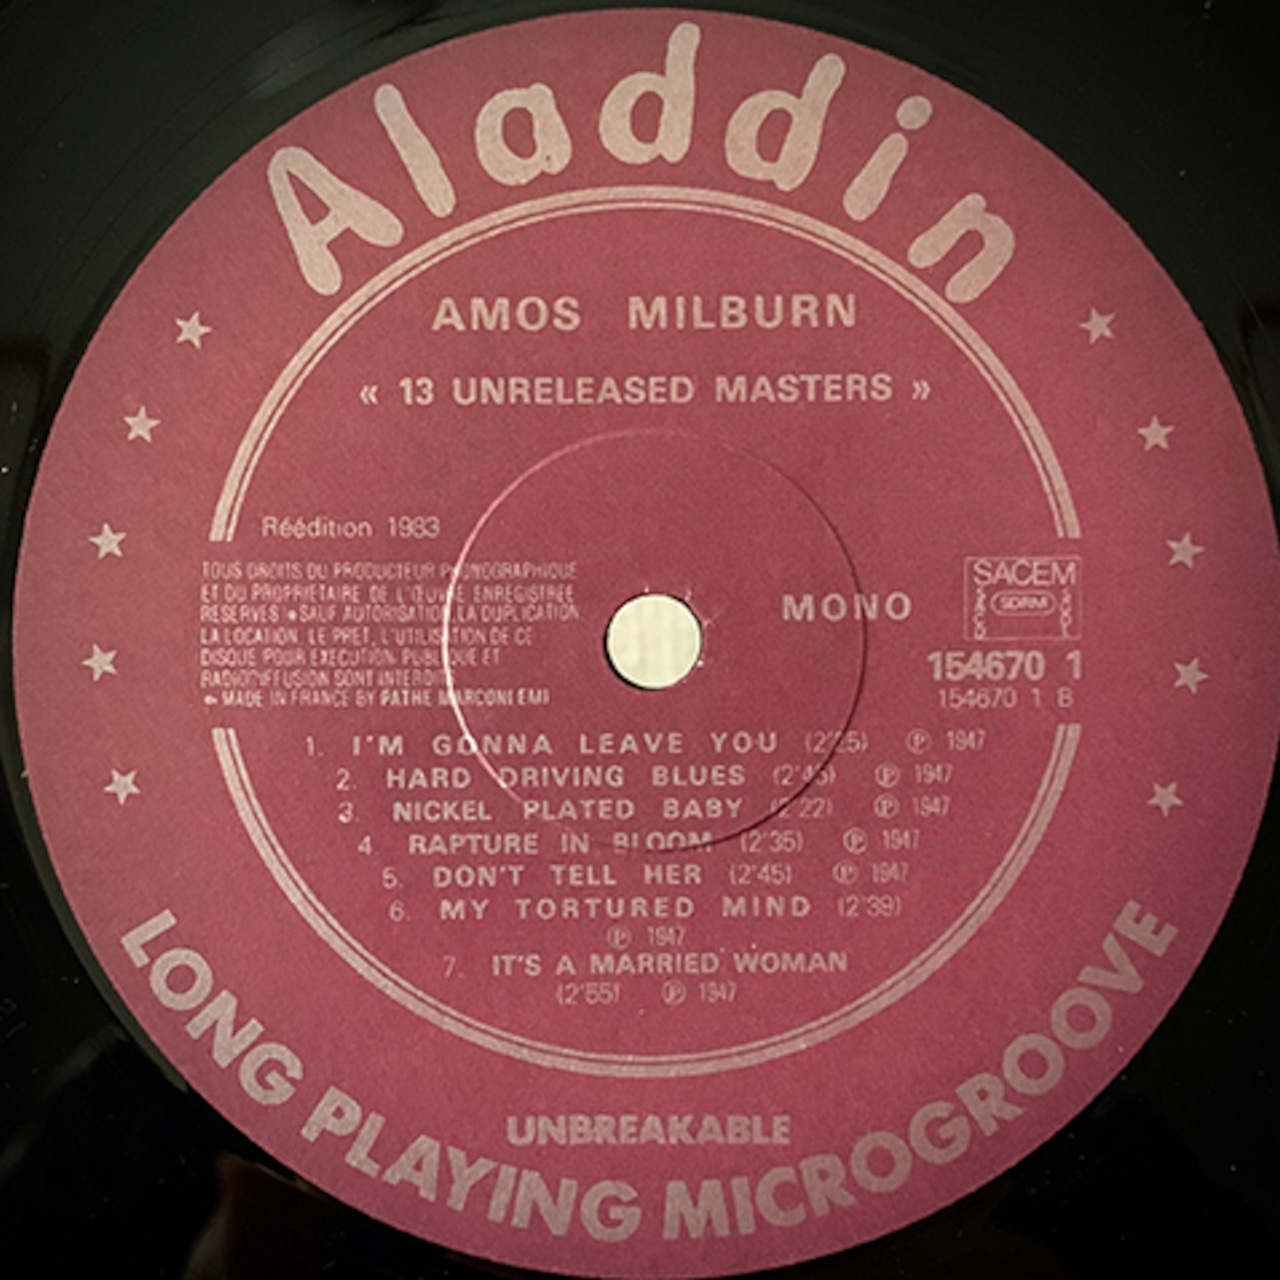 Aladdin
AMOS MILBURN
« 13 UNRELEASED MASTERS »
Réédition 1983
TOUS DROITS DU PRODUCTEUR PHONOGRAPHIQUE
ET DU PROPRIETAIRE DE L'ŒUVRE ENREGISTREE
RESERVES • SAUF AUTORISATION LA DUPLICATION
LA LOCATION, LE PRET, L'UTILISATION DE CE
DISQUE POUR EXECUTION PUBLIQUE ET
RADIODIFFUSION SONT INTERDITS
MADE IN FRANCE BY PATHE MARCONI EMI
MONO
SACEM
SDRM
154670 1
154670 1 B
1. I'M GONNA LEAVE YOU (2'25) ℗ 1947
2. HARD DRIVING BLUES (2'45) ℗ 1947
3. NICKEL PLATED BABY (2'22) ℗ 1947
4. RAPTURE IN BLOOM (2'35) ℗ 1947
5. DON'T TELL HER (2'45) ℗ 1947
6. MY TORTURED MIND (2'39)
℗ 1947
7. IT'S A MARRIED WOMAN
(2'55) ℗ 1947
UNBREAKABLE
LONG PLAYING MICROGROOVE